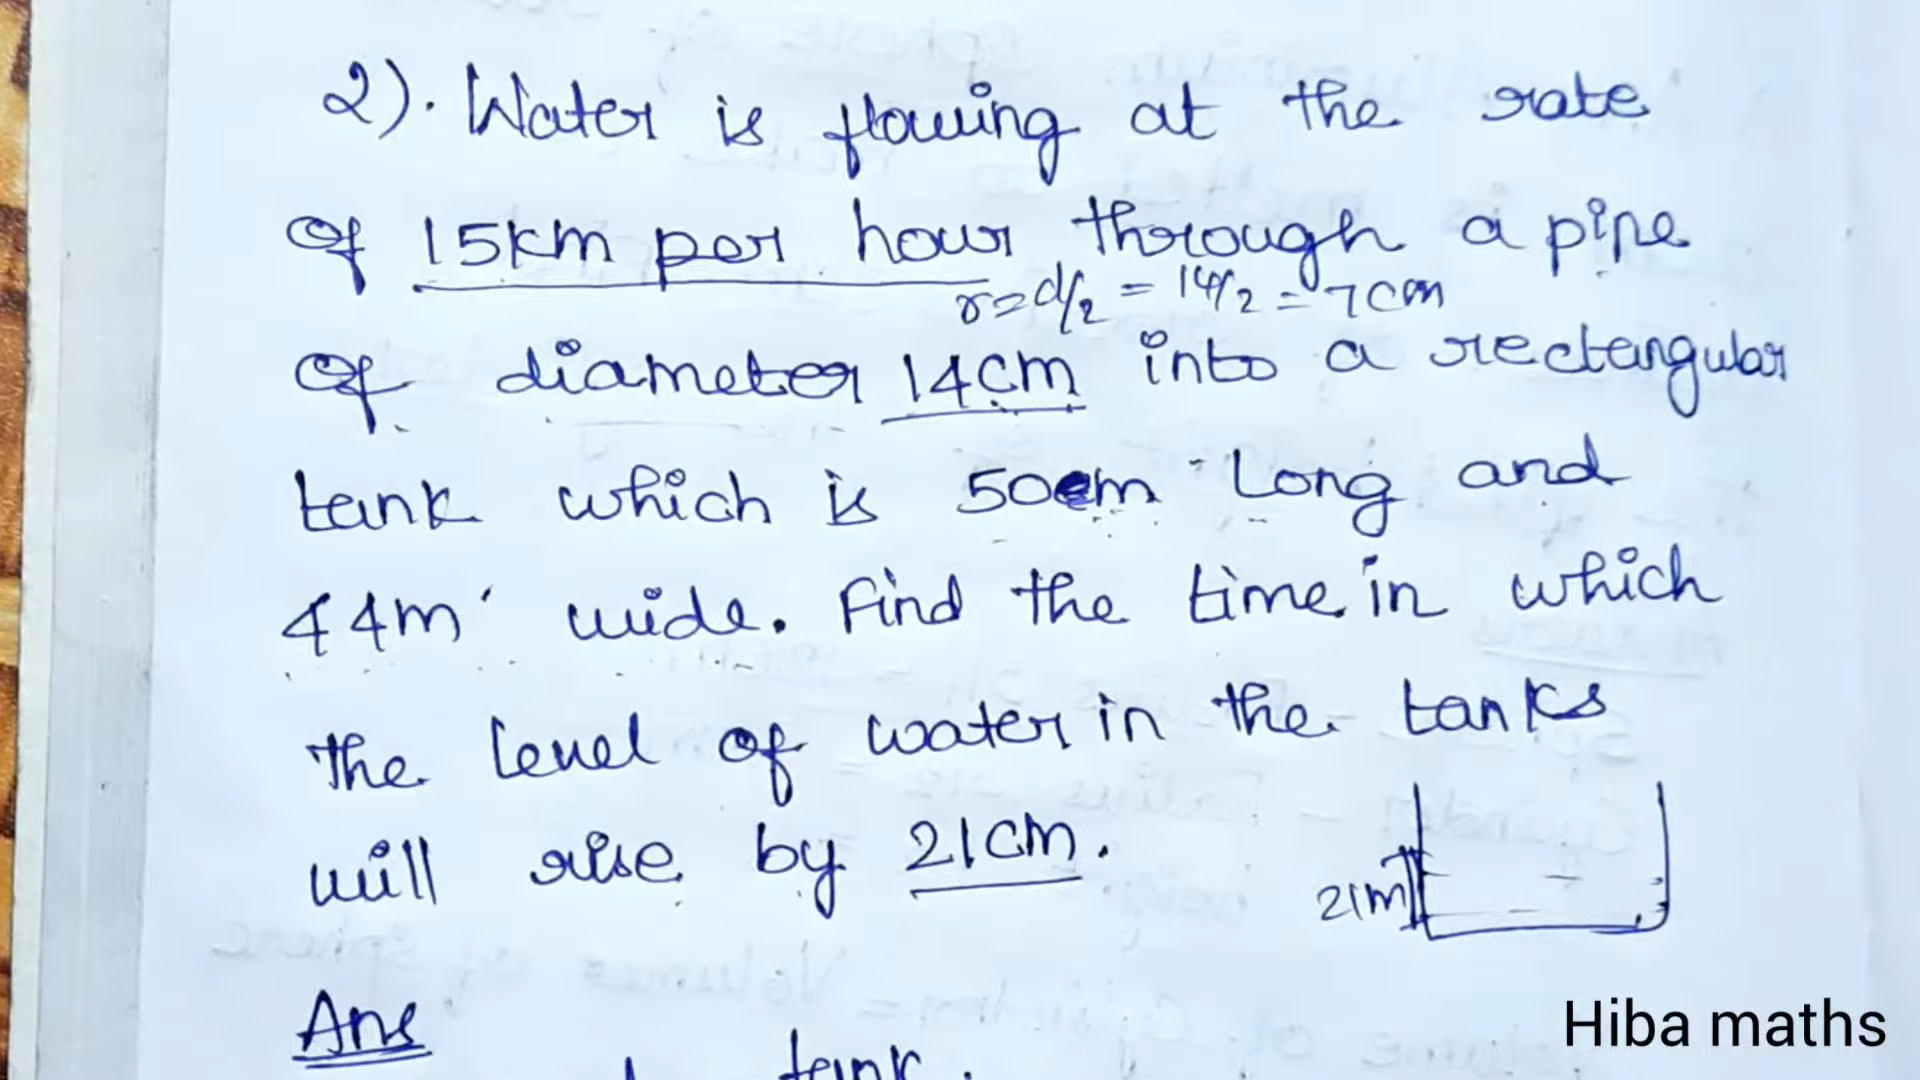 2). Water is flowing at the rate
of 15km per hour through a pipe
r=d/2 = 14/2 = 7cm
of diameter 14cm into a rectangular
tank which is 50m long and
44m wide. Find the time in which
the level of water in the tanks
will rise by 21cm.
21m
Ans
tank.
Hiba maths